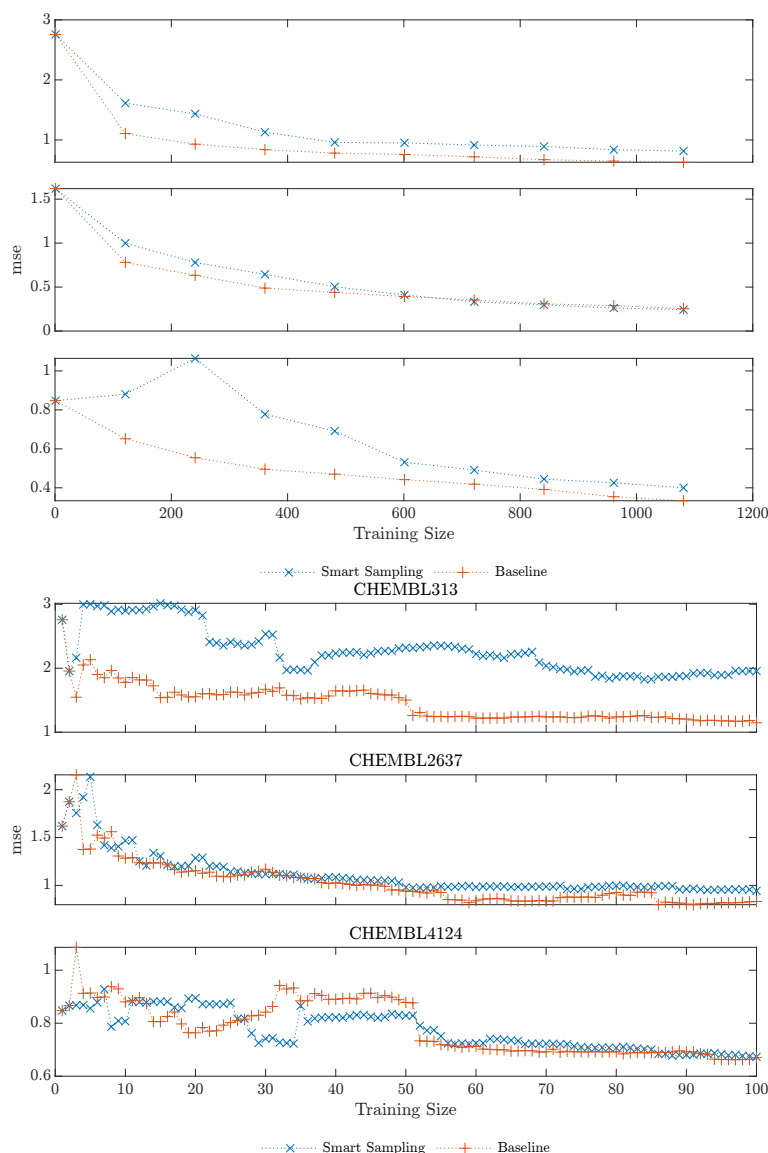 3
2
1
1.5
1
0.5
0
mse
1
0.8
0.6
0.4
0 200 400 600 800 1000 1200
Training Size
Smart Sampling Baseline
CHEMBL313
3
2
1
CHEMBL2637
2
1.5
1
mse
CHEMBL4124
1
0.8
0.6
0 10 20 30 40 50 60 70 80 90 100
Training Size
Smart Sampling Baseline